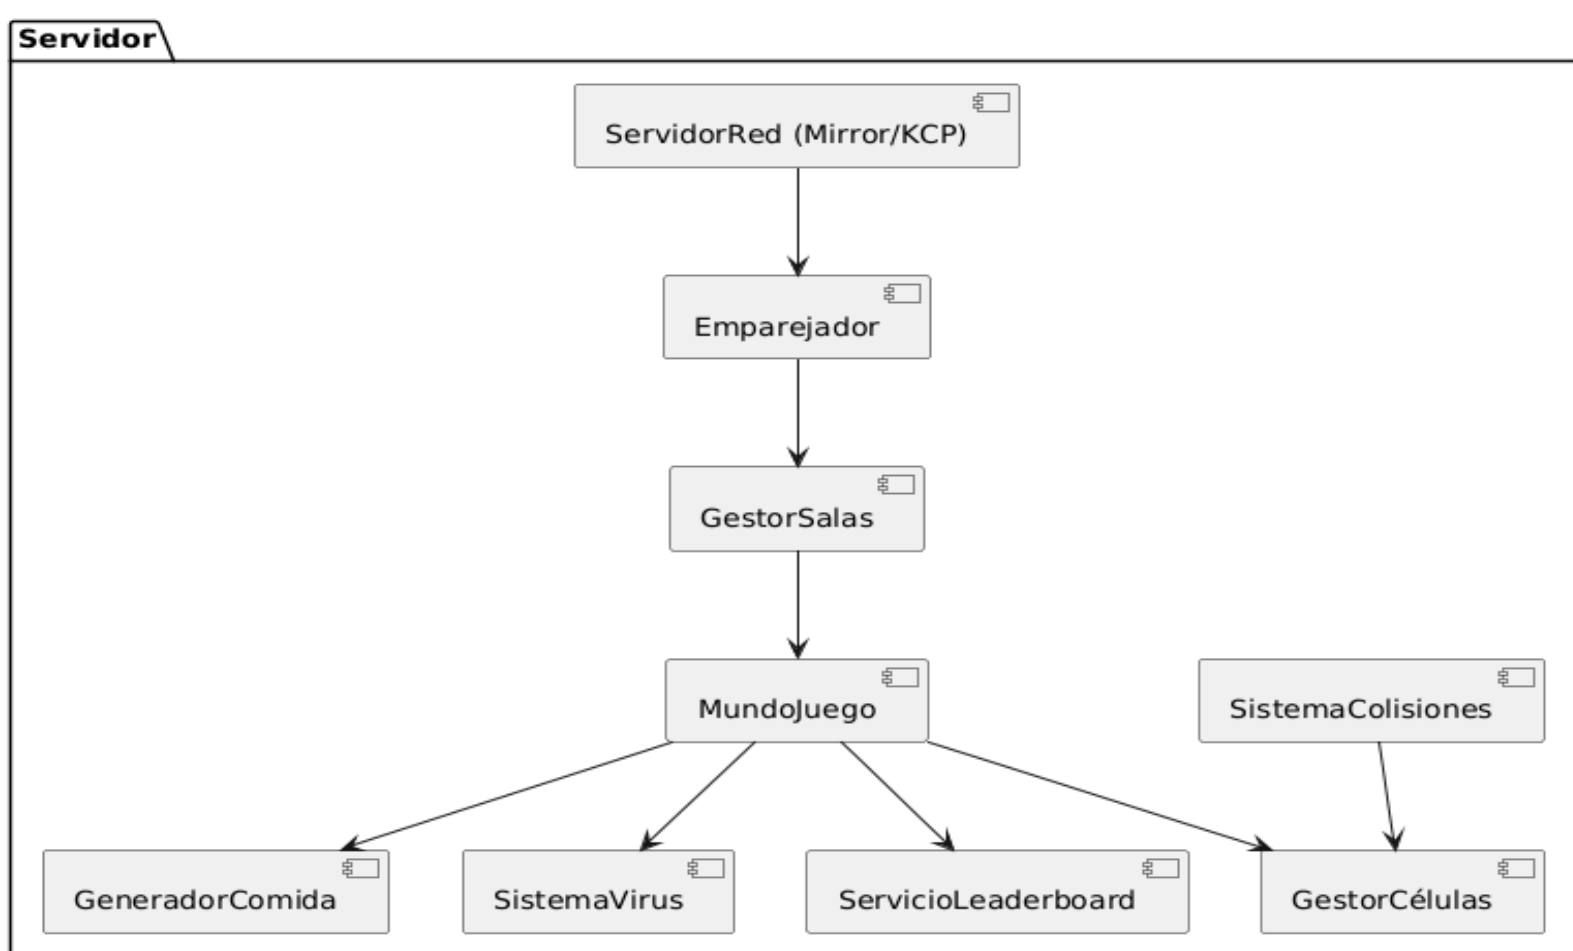 Servidor
ServidorRed (Mirror/KCP)
Emparejador
GestorSalas
MundoJuego
SistemaColisiones
GeneradorComida
SistemaVirus
ServicioLeaderboard
GestorCélulas